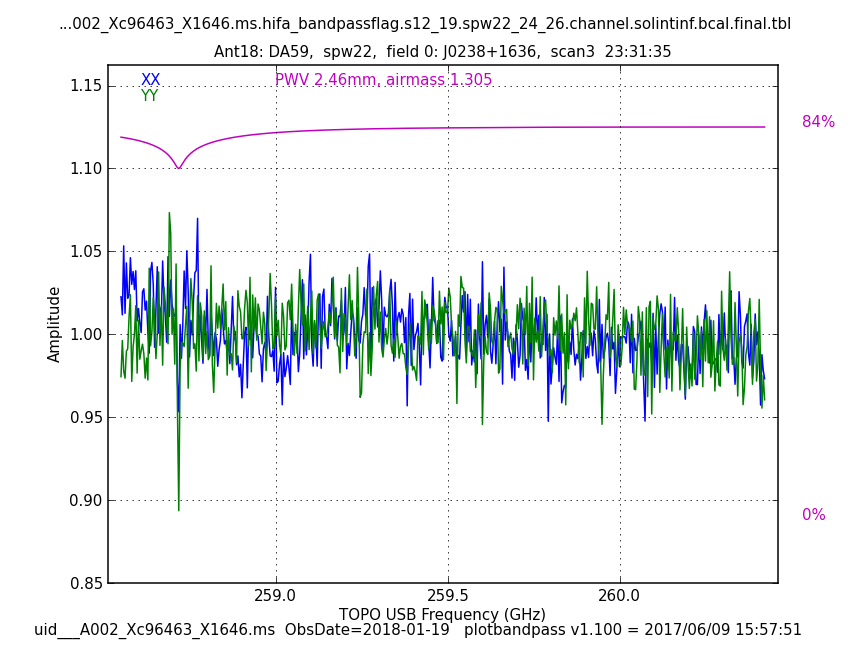 ...002_Xc96463_X1646.ms.hifa_bandpassflag.s12_19.spw22_24_26.channel.solintinf.bcal.final.tbl
Ant18: DA59,  spw22,  field 0: J0238+1636,  scan3  23:31:35
XX
YY
PWV 2.46mm, airmass 1.305
84%
0%
1.15
1.10
1.05
1.00
0.95
0.90
0.85
Amplitude
259.0
259.5
260.0
TOPO USB Frequency (GHz)
uid___A002_Xc96463_X1646.ms  ObsDate=2018-01-19   plotbandpass v1.100 = 2017/06/09 15:57:51